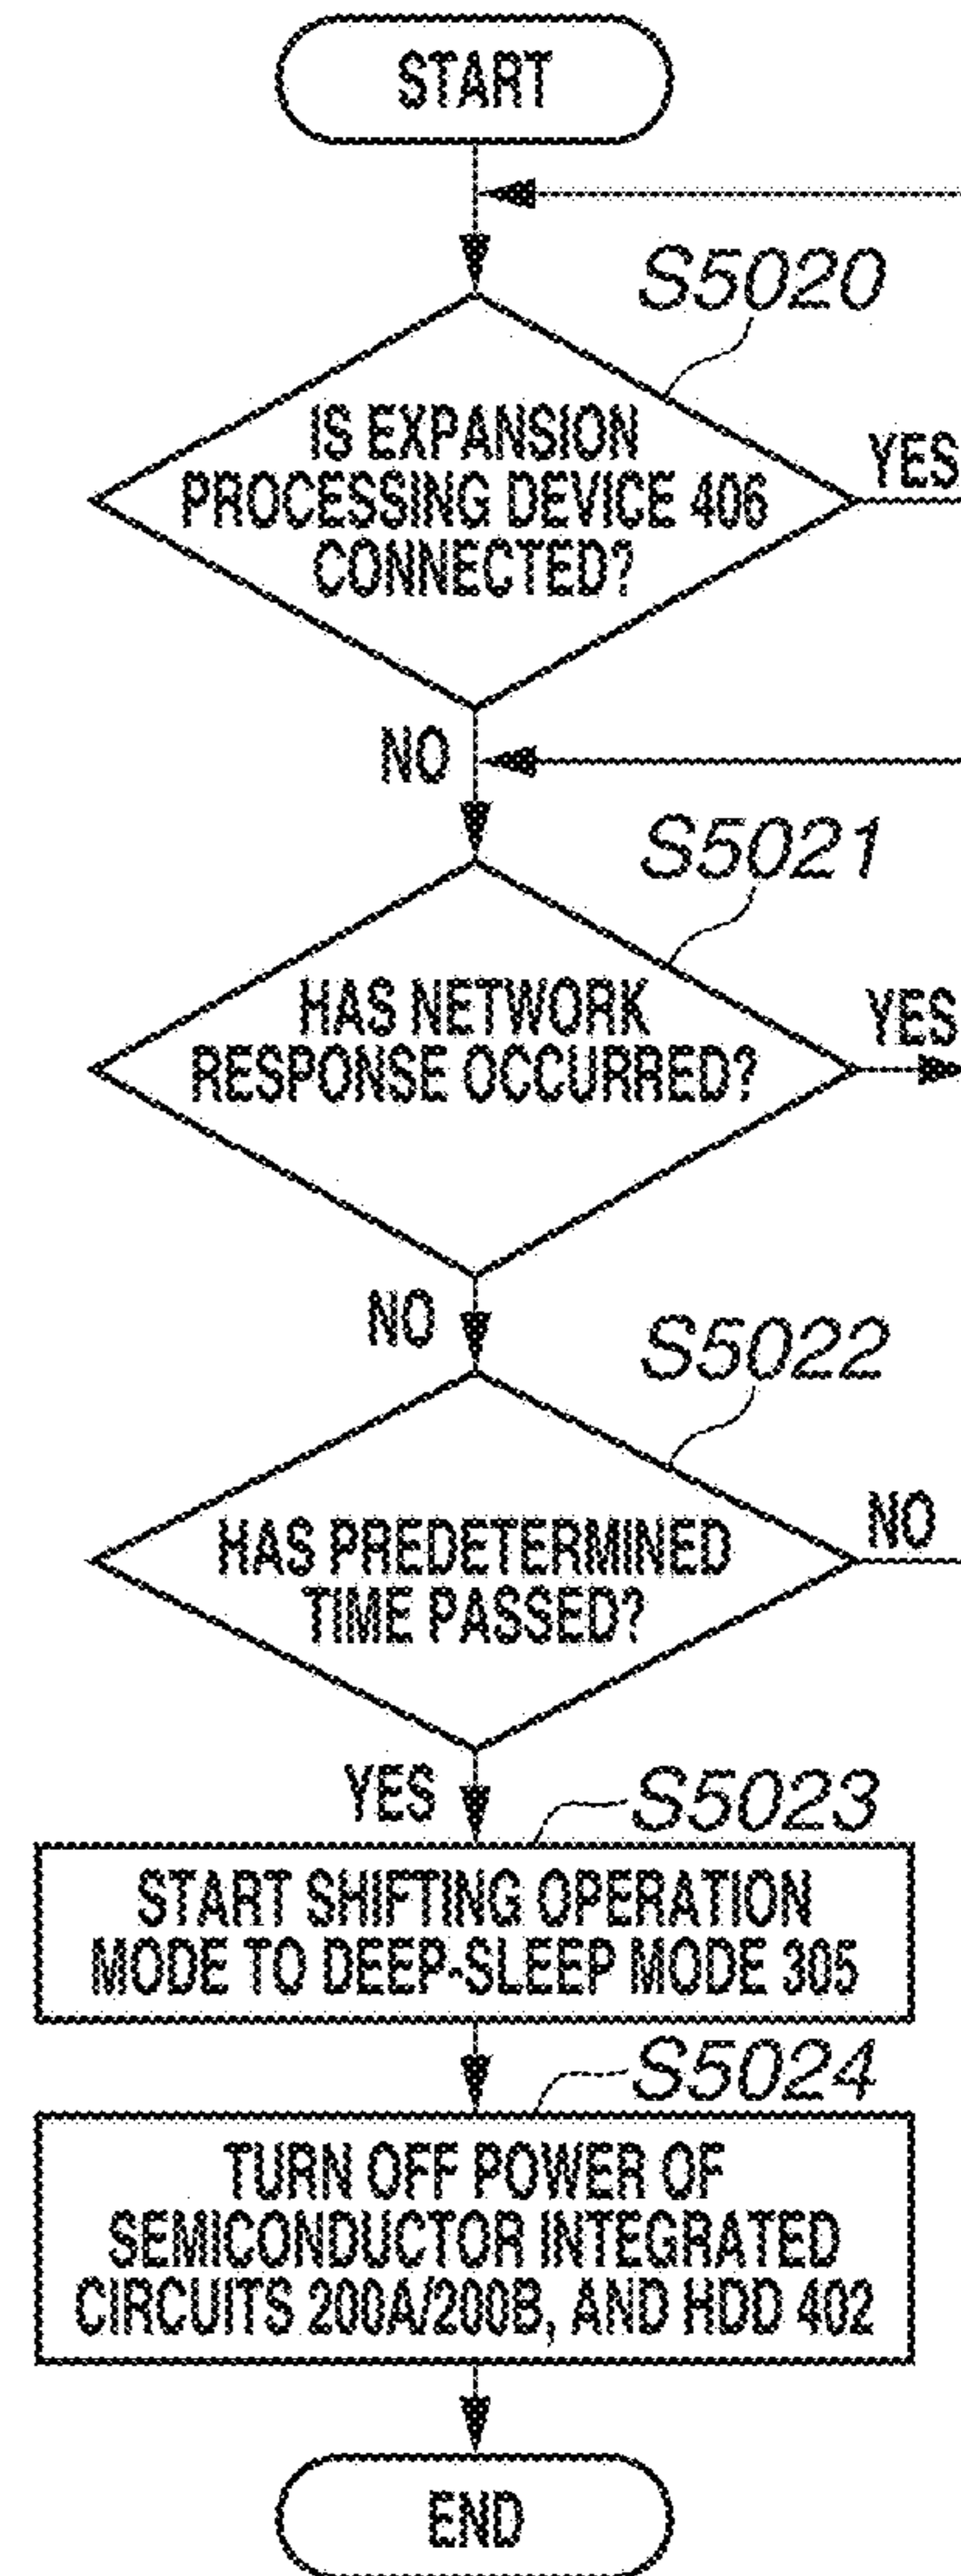 START
S5020
IS EXPANSION
PROCESSING DEVICE 406
CONNECTED?
YES
NO
S5021
HAS NETWORK
RESPONSE OCCURRED?
YES
NO
S5022
HAS PREDETERMINED
TIME PASSED?
NO
YES
S5023
START SHIFTING OPERATION
MODE TO DEEP-SLEEP MODE 305
S5024
TURN OFF POWER OF
SEMICONDUCTOR INTEGRATED
CIRCUITS 200A/200B, AND HDD 402
END